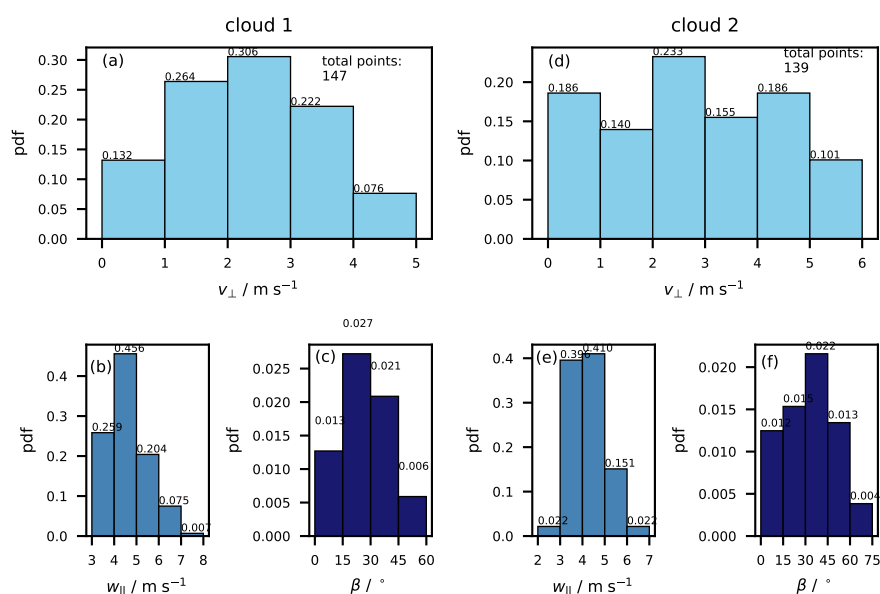 cloud 1
(a)
total points:
147
0.132
0.264
0.306
0.222
0.076
0.30
0.25
0.20
0.15
0.10
0.05
0.00
pdf
0 1 2 3 4 5
v⊥ / m s⁻¹
cloud 2
(d)
total points:
139
0.186
0.140
0.233
0.155
0.186
0.101
0.20
0.15
0.10
0.05
0.00
pdf
0 1 2 3 4 5 6
v⊥ / m s⁻¹
(b)
0.259
0.456
0.204
0.075
0.007
0.4
0.3
0.2
0.1
0.0
pdf
3 4 5 6 7 8
w|| / m s⁻¹
(c)
0.013
0.027
0.021
0.006
0.025
0.020
0.015
0.010
0.005
0.000
pdf
0 15 30 45 60
β / °
(e)
0.022
0.396
0.410
0.151
0.022
0.4
0.3
0.2
0.1
0.0
pdf
2 3 4 5 6 7
w|| / m s⁻¹
(f)
0.012
0.015
0.022
0.013
0.004
0.020
0.015
0.010
0.005
0.000
pdf
0 15 30 45 60 75
β / °